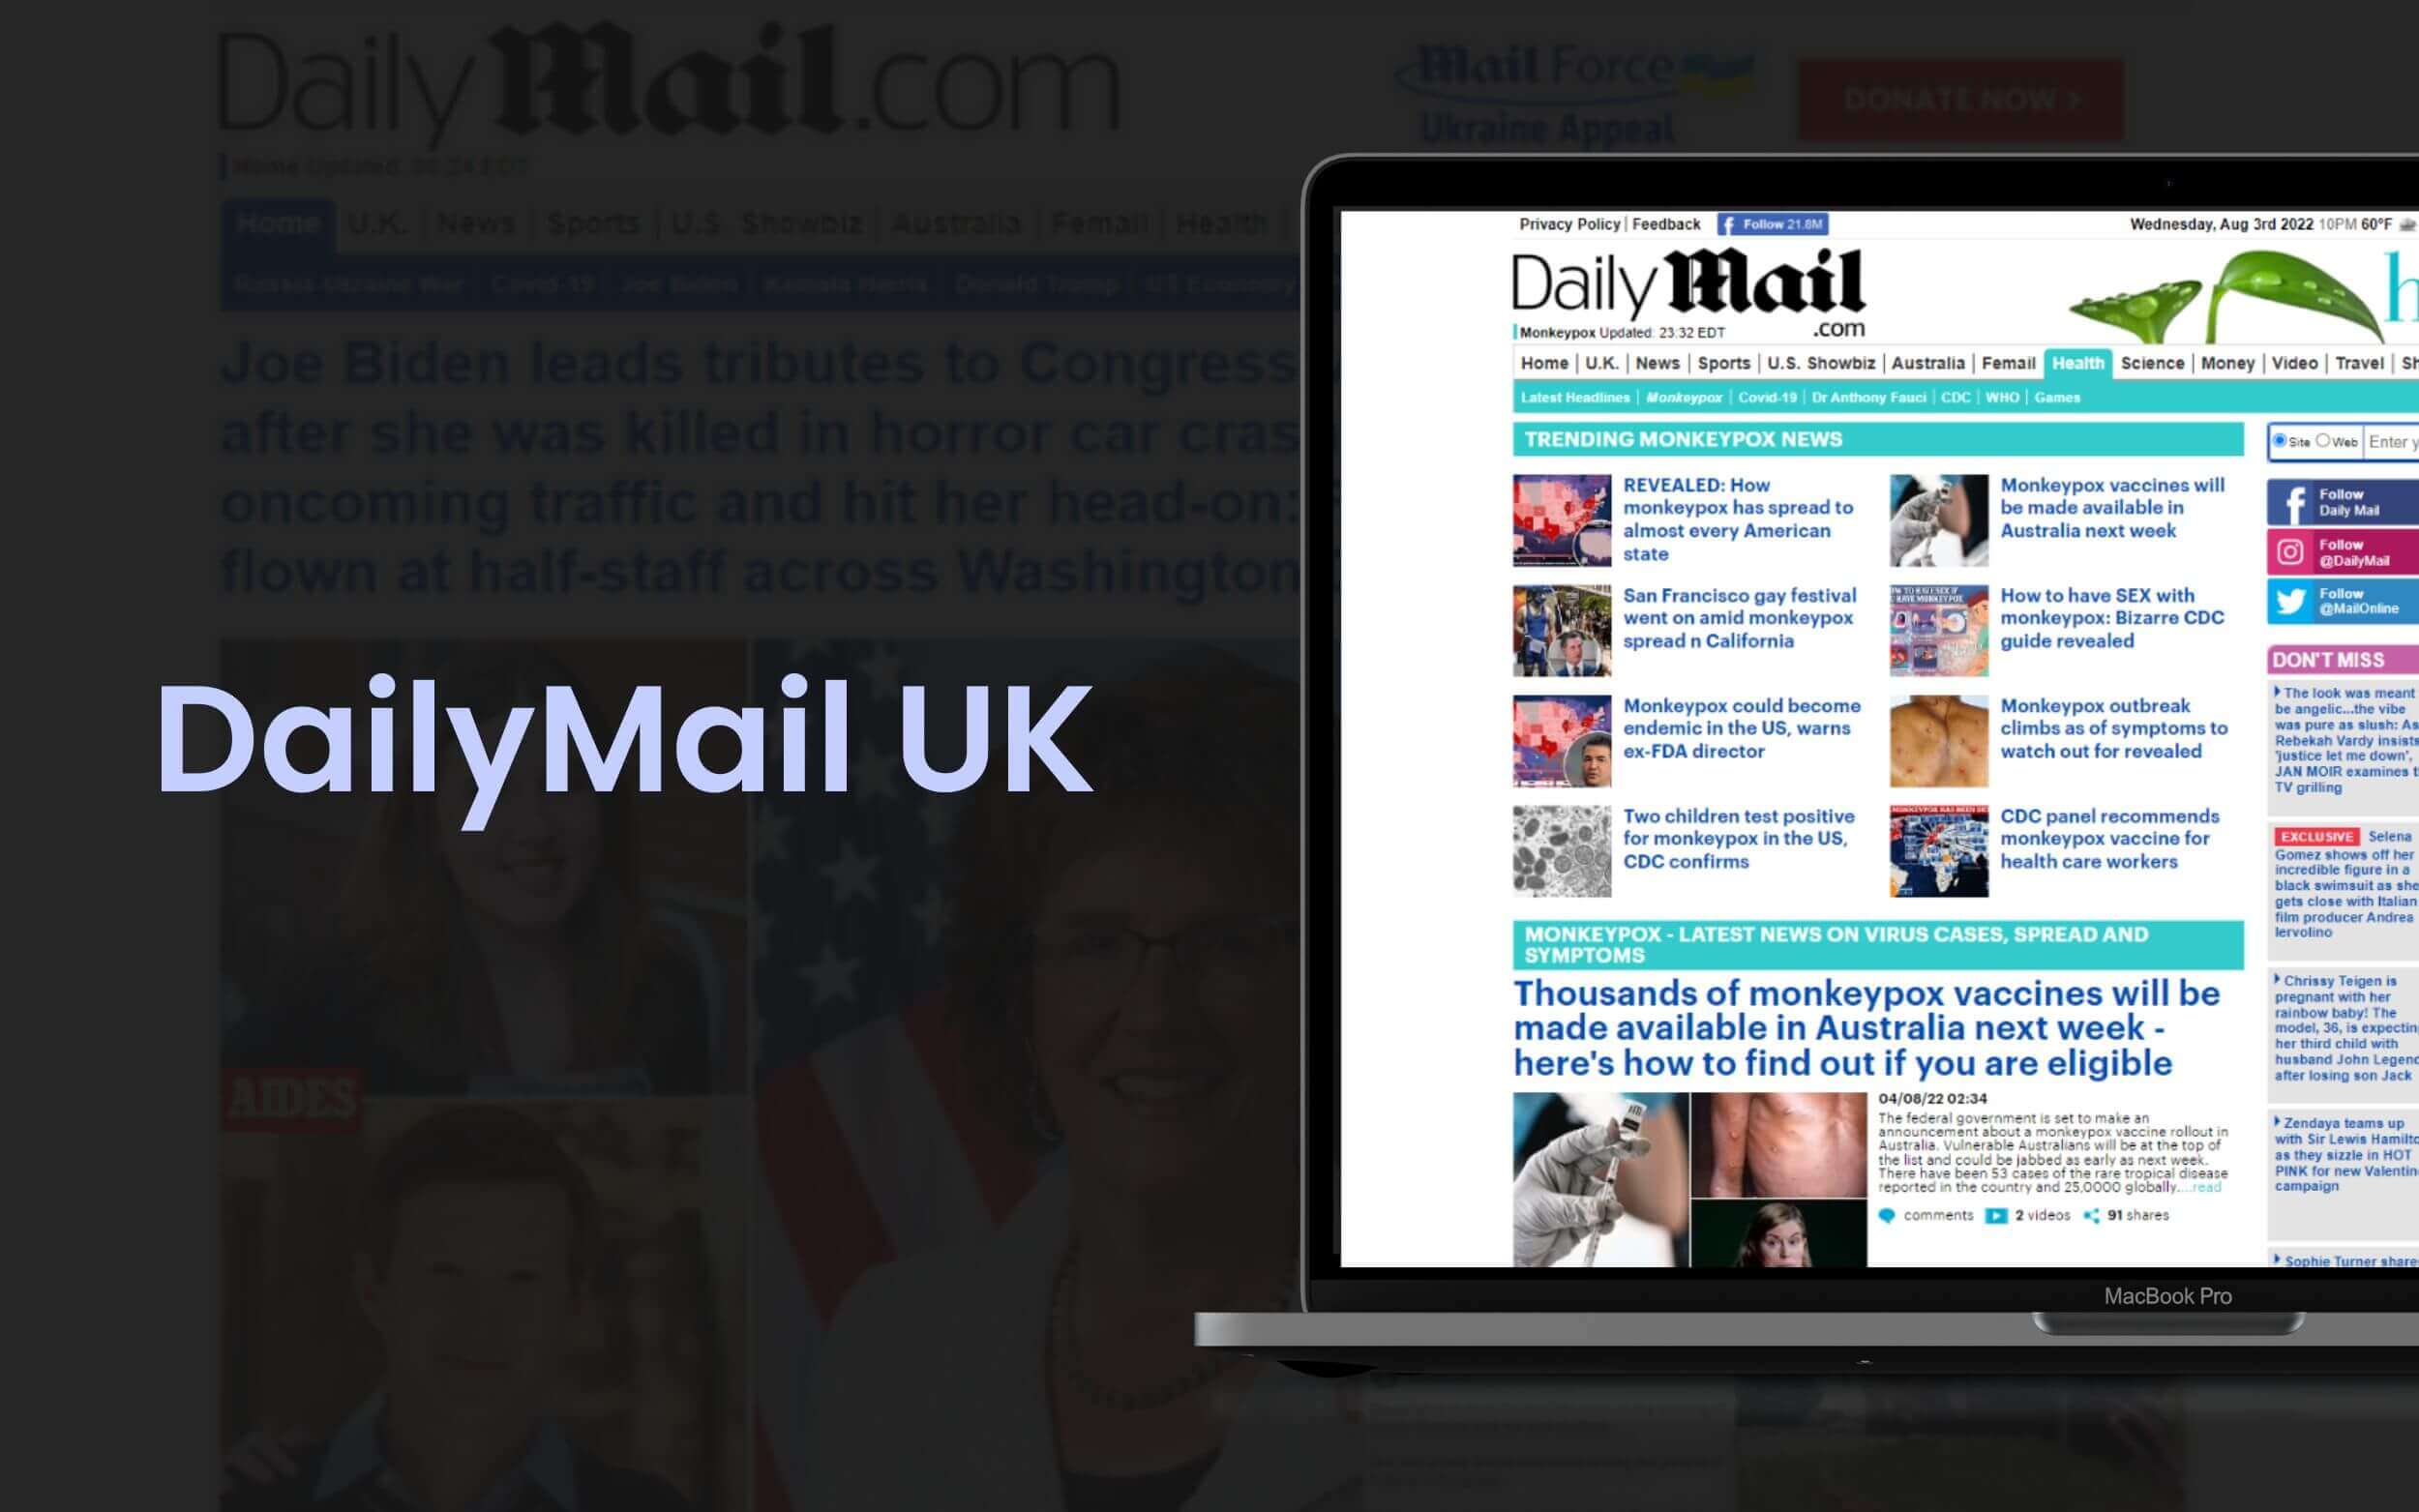 DailyMail.com
Mail Force
Ukraine Appeal
DONATE NOW >
Home | U.K. | News | Sports | U.S. Showbiz | Australia | Femail | Health |
Russia-Ukraine War | Covid-19 | Joe Biden | Kamala Harris | Donald Trump | US Economy
Joe Biden leads tributes to Congress
after she was killed in horror car cras
oncoming traffic and hit her head-on:
flown at half-staff across Washington
AIDES
DailyMail UK
Privacy Policy | Feedback
Follow 21.8M
Wednesday, Aug 3rd 2022 10PM 60°F
Daily Mail
.com
Monkeypox Updated: 23:32 EDT
h
Home | U.K. | News | Sports | U.S. Showbiz | Australia | Femail | Health | Science | Money | Video | Travel | Sh
Latest Headlines | Monkeypox | Covid-19 | Dr Anthony Fauci | CDC | WHO | Games
TRENDING MONKEYPOX NEWS
REVEALED: How
monkeypox has spread to
almost every American
state
Monkeypox vaccines will
be made available in
Australia next week
San Francisco gay festival
went on amid monkeypox
spread n California
How to have SEX with
monkeypox: Bizarre CDC
guide revealed
Monkeypox could become
endemic in the US, warns
ex-FDA director
Monkeypox outbreak
climbs as of symptoms to
watch out for revealed
Two children test positive
for monkeypox in the US,
CDC confirms
CDC panel recommends
monkeypox vaccine for
health care workers
MONKEYPOX - LATEST NEWS ON VIRUS CASES, SPREAD AND
SYMPTOMS
Thousands of monkeypox vaccines will be
made available in Australia next week -
here's how to find out if you are eligible
04/08/22 02:34
The federal government is set to make an
announcement about a monkeypox vaccine rollout in
Australia. Vulnerable Australians will be at the top of
the list and could be jabbed as early as next week.
There have been 53 cases of the rare tropical disease
reported in the country and 25,0000 globally....read
comments 2 videos 91 shares
Site Web Enter y
Follow
Daily Mail
Follow
@DailyMail
Follow
@MailOnline
DON'T MISS
The look was meant
be angelic...the vibe
was pure as slush: As
Rebekah Vardy insists
'justice let me down',
JAN MOIR examines t
TV grilling
EXCLUSIVE Selena
Gomez shows off her
incredible figure in a
black swimsuit as she
gets close with Italian
film producer Andrea
Iervolino
Chrissy Teigen is
pregnant with her
rainbow baby! The
model, 36, is expectin
her third child with
husband John Legend
after losing son Jack
Zendaya teams up
with Sir Lewis Hamilto
as they sizzle in HOT
PINK for new Valentin
campaign
Sophie Turner share
MacBook Pro